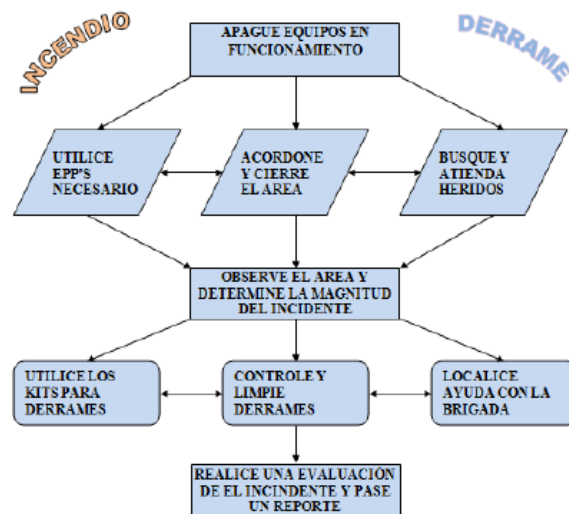 INCENDIO
DERRAME
APAGUE EQUIPOS EN
FUNCIONAMIENTO
UTILICE
EPP'S
NECESARIO
ACORDONE
Y CIERRE
EL AREA
BUSQUE Y
ATIENDA
HERIDOS
OBSERVE EL AREA Y
DETERMINE LA MAGNITUD
DEL INCIDENTE
UTILICE LOS
KITS PARA
DERRAMES
CONTROLE Y
LIMPIE
DERRAMES
LOCALICE
AYUDA CON LA
BRIGADA
REALICE UNA EVALUACIÓN
DE EL INCINDENTE Y PASE
UN REPORTE